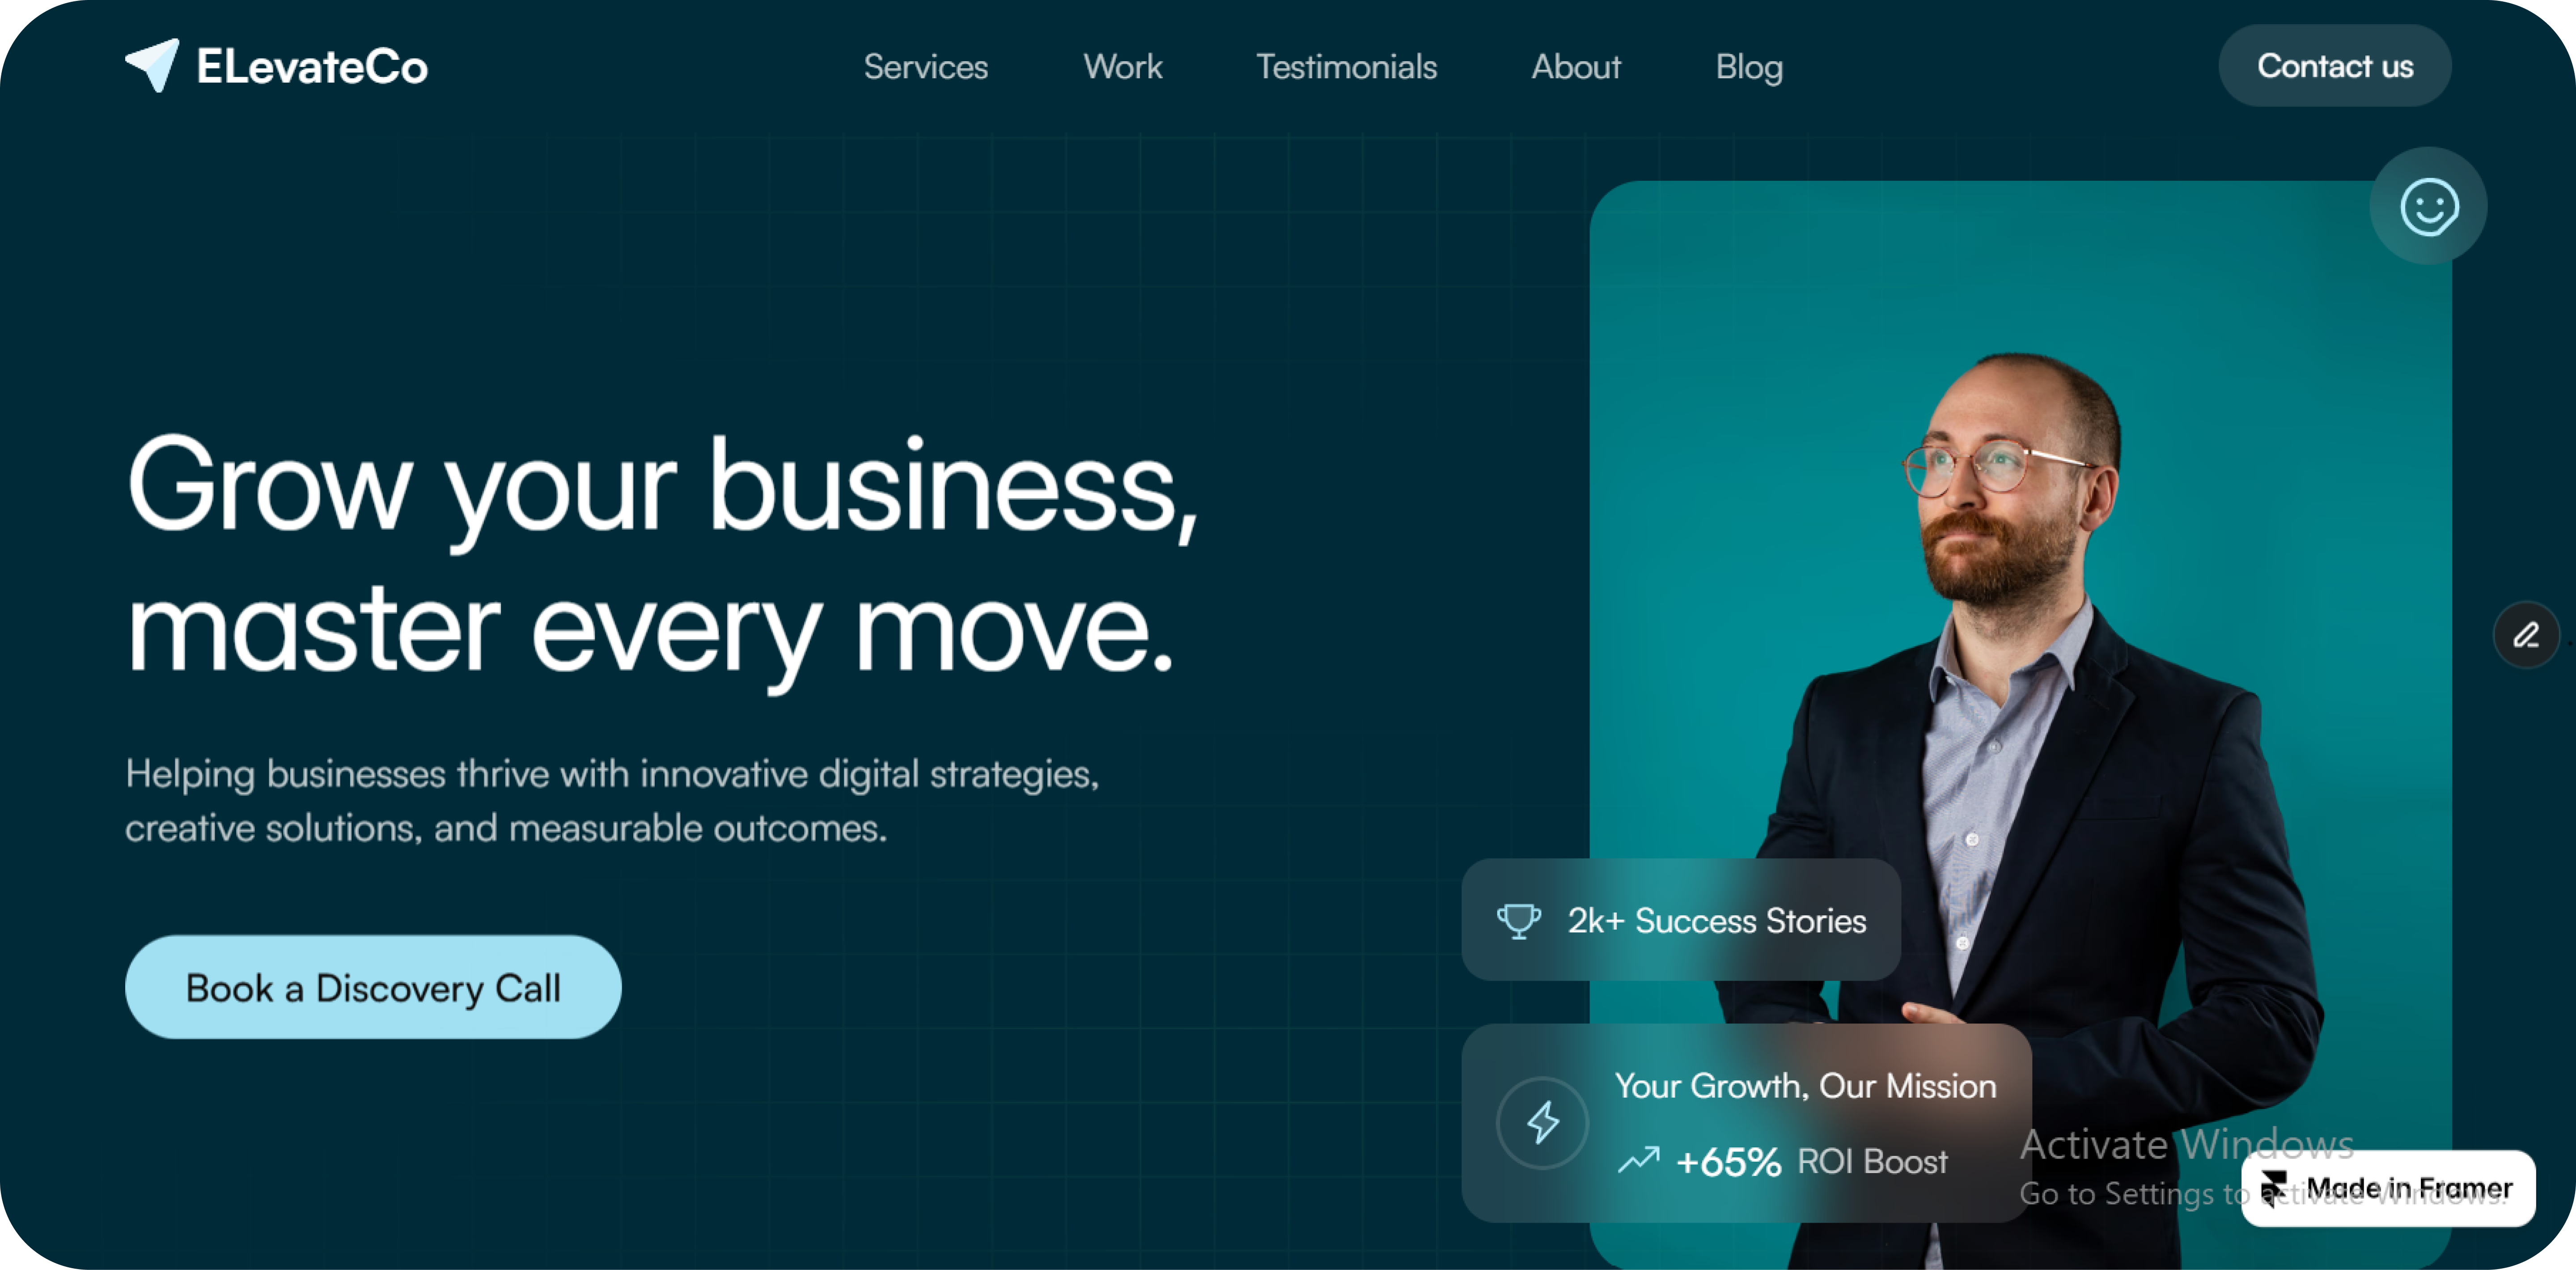 ELevateCo
Services
Work
Testimonials
About
Blog
Contact us
Grow your business,
master every move.
Helping businesses thrive with innovative digital strategies,
creative solutions, and measurable outcomes.
Book a Discovery Call
2k+ Success Stories
Your Growth, Our Mission
+65% ROI Boost
Activate Windows
Go to Settings to activate Windows.
Made in Framer